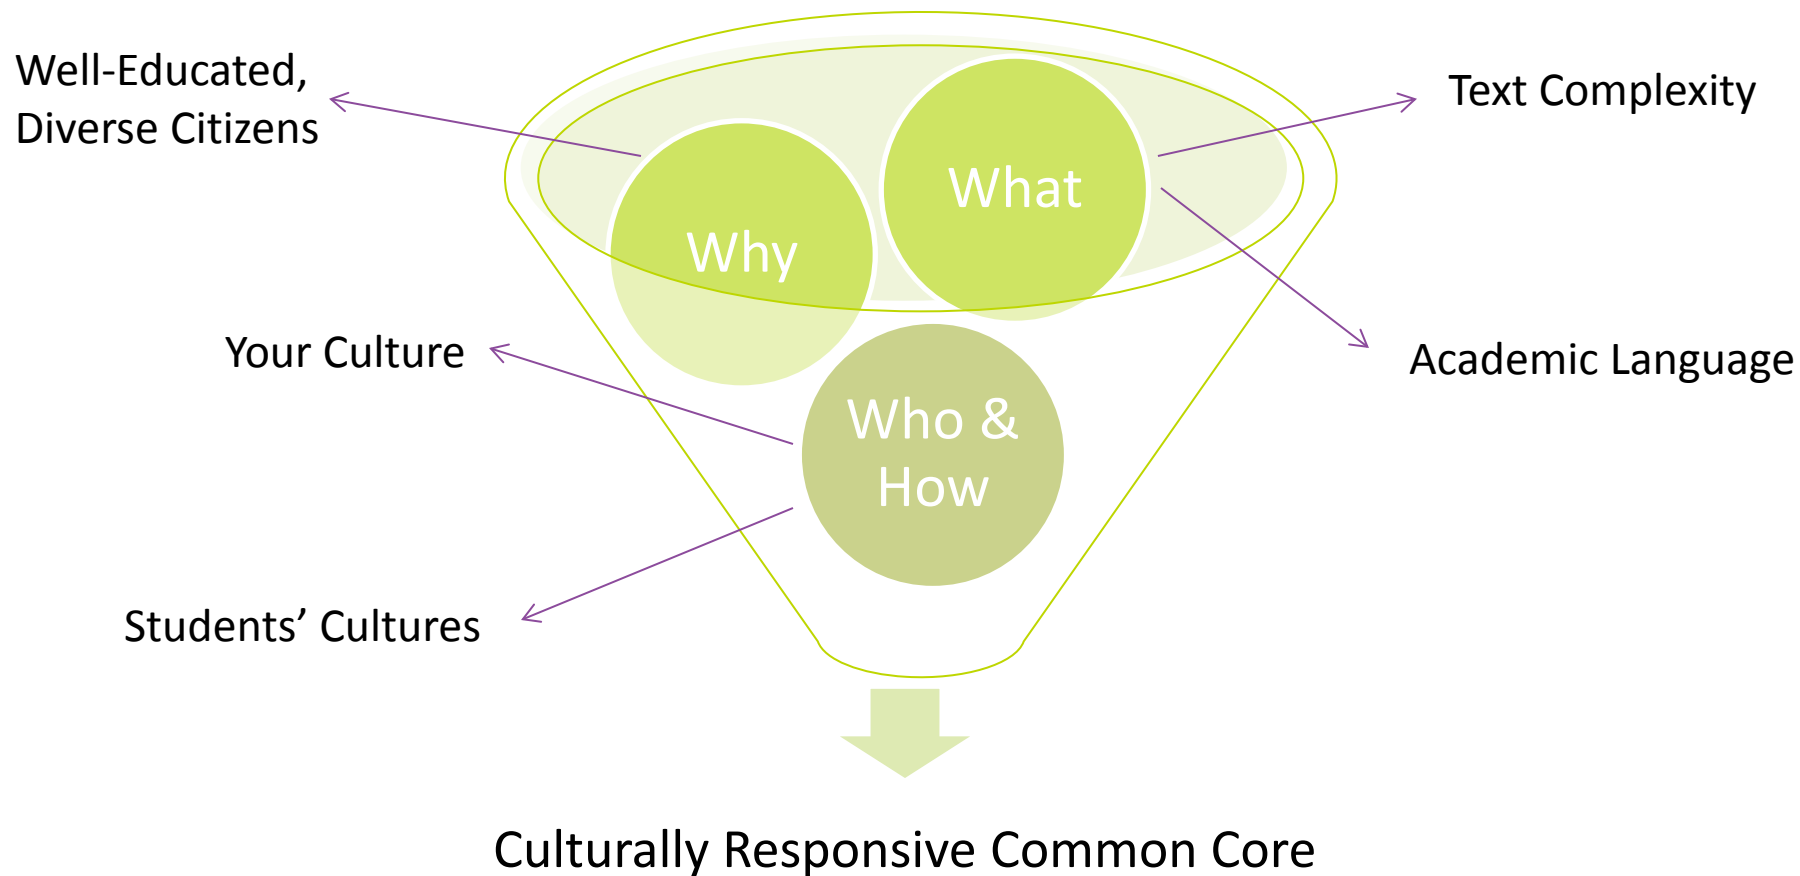 Well-Educated,
Diverse Citizens
Text Complexity
What
Why
Your Culture
Academic Language
Who &
How
Students’ Cultures
Culturally Responsive Common Core